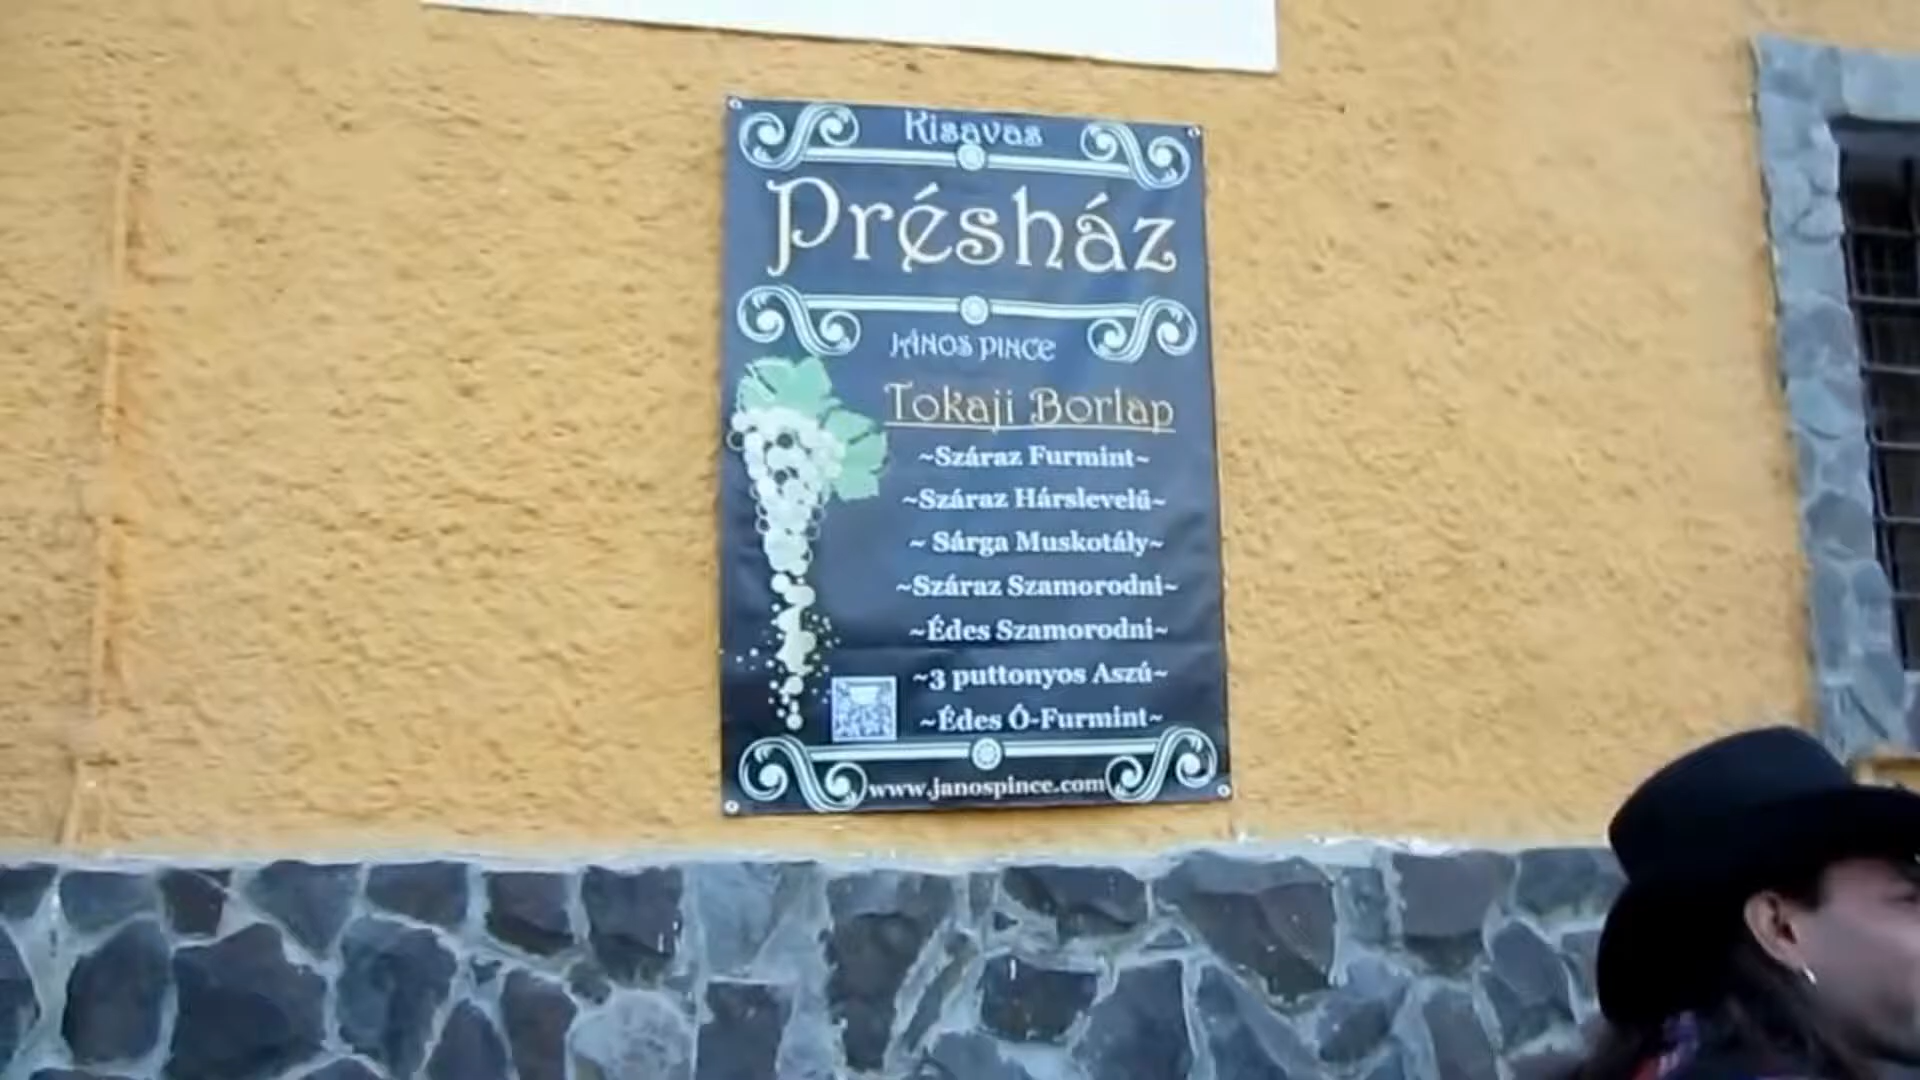 Kisavas
Présház
JÁNOS PINCE
Tokaji Borlap
~Száraz Furmint~
~Száraz Hárslevelű~
~ Sárga Muskotály~
~Száraz Szamorodni~
~Édes Szamorodni~
~3 puttonyos Aszú~
~Édes Ó-Furmint~
www.janospince.com